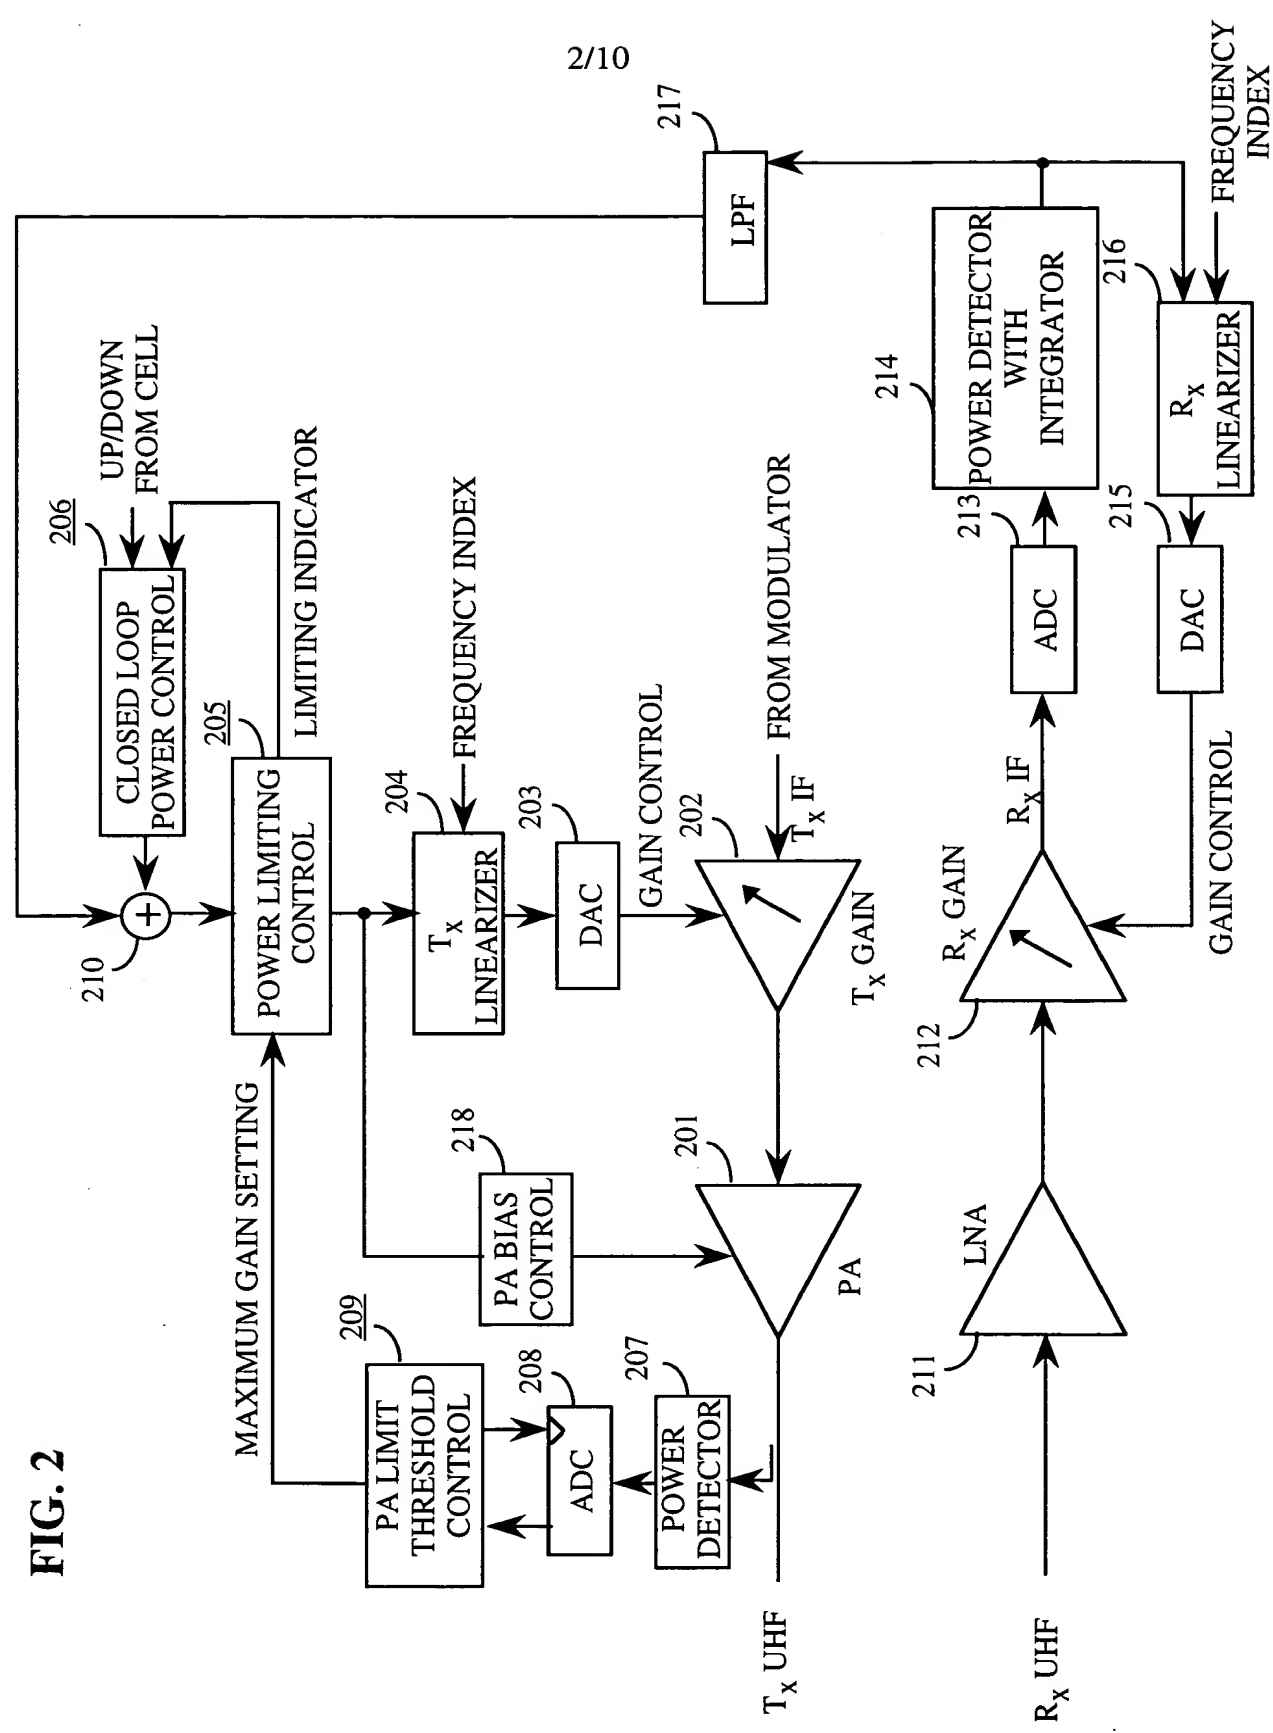 2/10
FIG. 2
UP/DOWN
FROM CELL
206
CLOSED LOOP
POWER CONTROL
210
+
205
POWER LIMITING
CONTROL
LIMITING INDICATOR
MAXIMUM GAIN SETTING
209
PA LIMIT
THRESHOLD
CONTROL
208
ADC
207
POWER
DETECTOR
218
PA BIAS
CONTROL
204
TX
LINEARIZER
FREQUENCY INDEX
203
DAC
GAIN CONTROL
202
TX IF
FROM MODULATOR
TX GAIN
201
PA
TX UHF
217
LPF
RX UHF
211
LNA
212
RX GAIN
RX IF
213
ADC
214
POWER DETECTOR
WITH
INTEGRATOR
216
RX
LINEARIZER
FREQUENCY
INDEX
215
DAC
GAIN CONTROL